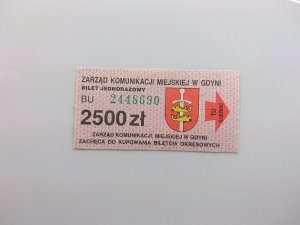 ZARZĄD KOMUNIKACJI MIEJSKIEJ W GDYNI
BILET JEDNORAZOWY
BU 2448690
2500 zł
TU
ZARZĄD KOMUNIKACJI MIEJSKIEJ W GDYNI
ZACHĘCA DO KUPOWANIA BILETÓW OKRESOWYCH